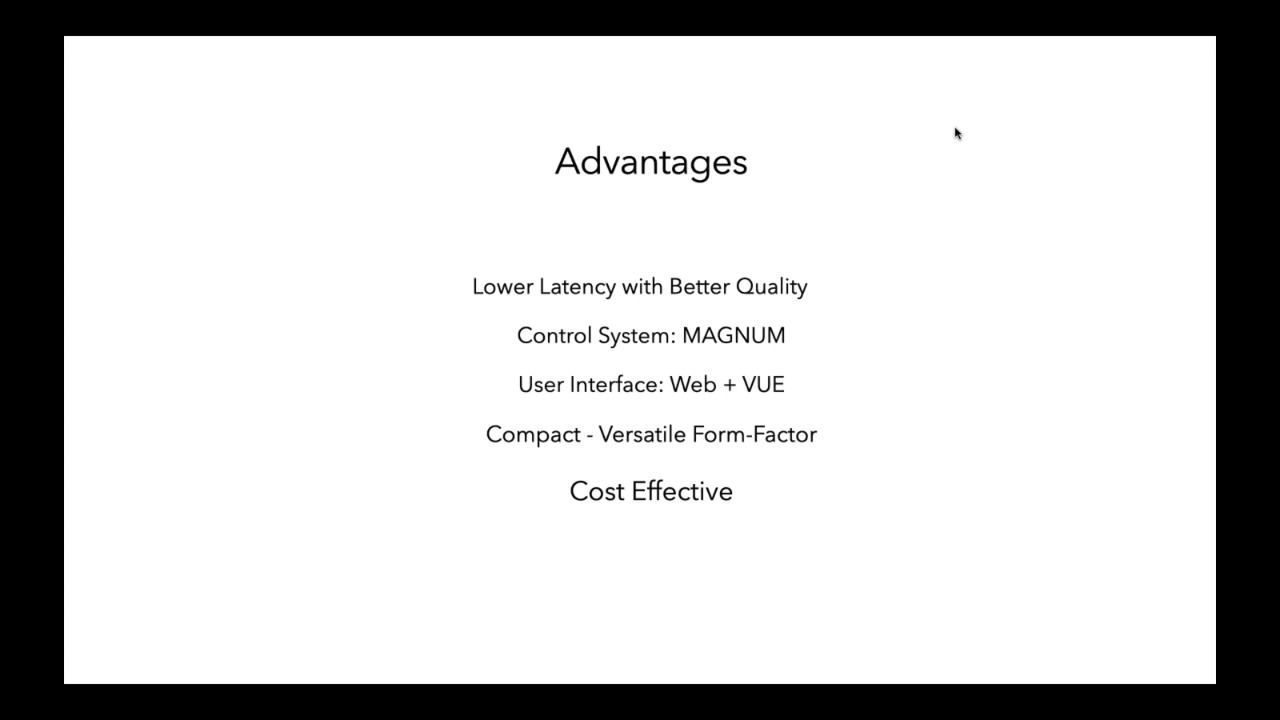 Advantages
Lower Latency with Better Quality
Control System: MAGNUM
User Interface: Web + VUE
Compact - Versatile Form-Factor
Cost Effective